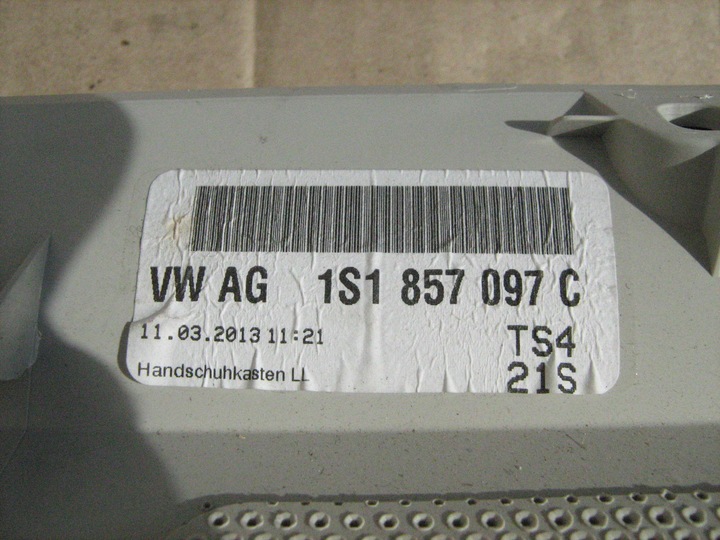 VW AG 1S1 857 097 C
11.03.2013 11:21 TS4
Handschuhkasten LL 21S